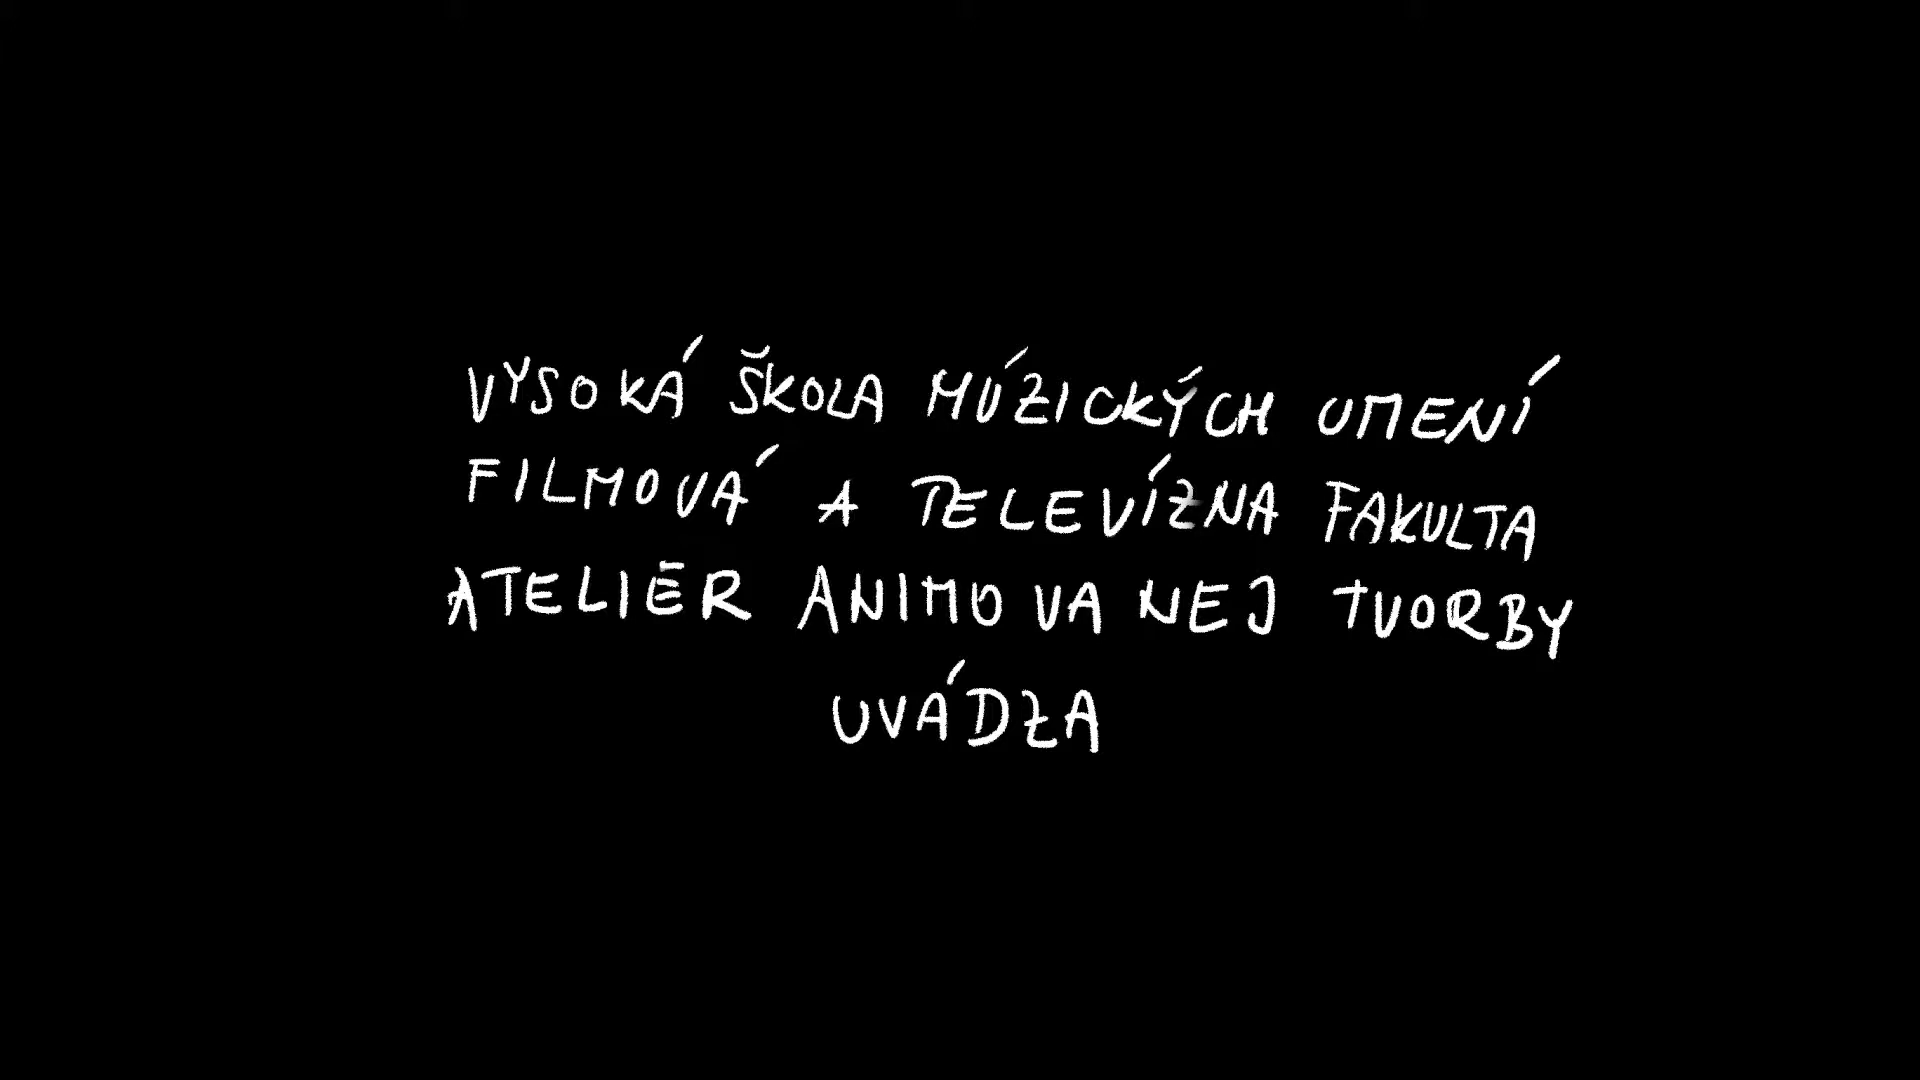 VYSOKÁ ŠKOLA MÚZICKÝCH UMENÍ
FILMOVÁ A TELEVÍZNA FAKULTA
ATELIÉR ANIMOVANEJ TVORBY
UVÁDZA